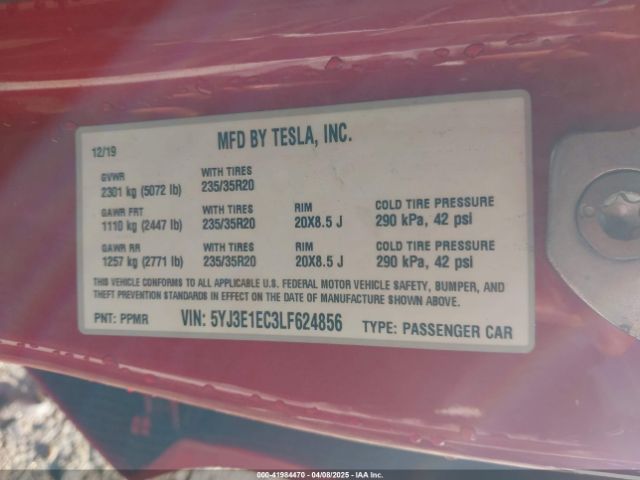 MFD BY TESLA, INC.
12/19
GVWR
2301 kg (5072 lb)
WITH TIRES
235/35R20
GAWR FRT
1110 kg (2447 lb)
WITH TIRES
235/35R20
RIM
20X8.5 J
COLD TIRE PRESSURE
290 kPa, 42 psi
GAWR RR
1257 kg (2771 lb)
WITH TIRES
235/35R20
RIM
20X8.5 J
COLD TIRE PRESSURE
290 kPa, 42 psi
THIS VEHICLE CONFORMS TO ALL APPLICABLE U.S. FEDERAL MOTOR VEHICLE SAFETY, BUMPER, AND
THEFT PREVENTION STANDARDS IN EFFECT ON THE DATE OF MANUFACTURE SHOWN ABOVE.
PNT: PPMR VIN: 5YJ3E1EC3LF624856 TYPE: PASSENGER CAR
000-41984470 - 04/08/2025 - IAA Inc.